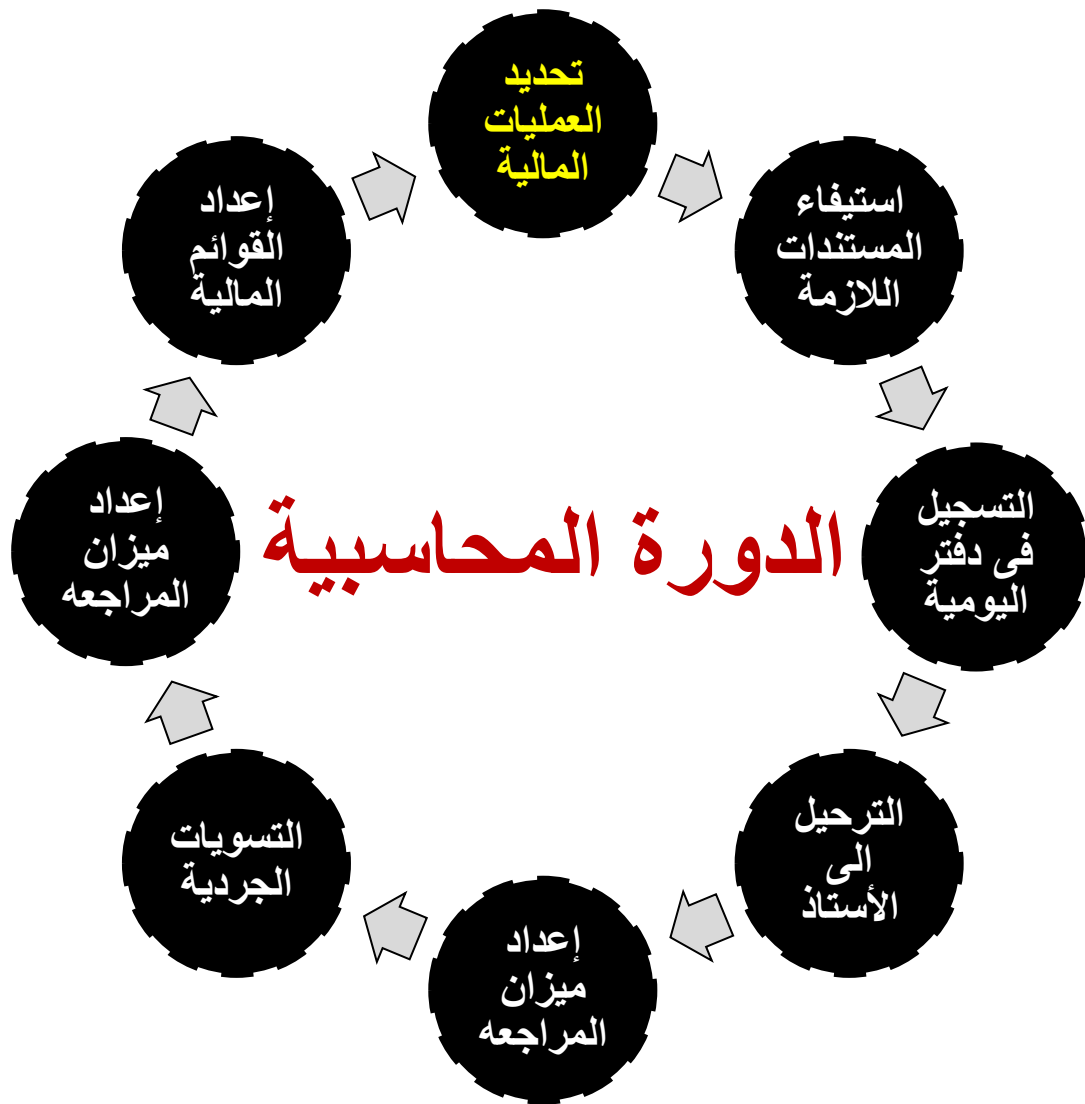 تحديد
العمليات
المالية
استيفاء
المستندات
اللازمة
التسجيل
فى دفتر
اليومية
الترحيل
الى
الأستاذ
إعداد
ميزان
المراجعه
التسويات
الجردية
إعداد
ميزان
المراجعه
إعداد
القوائم
المالية
الدورة المحاسبية